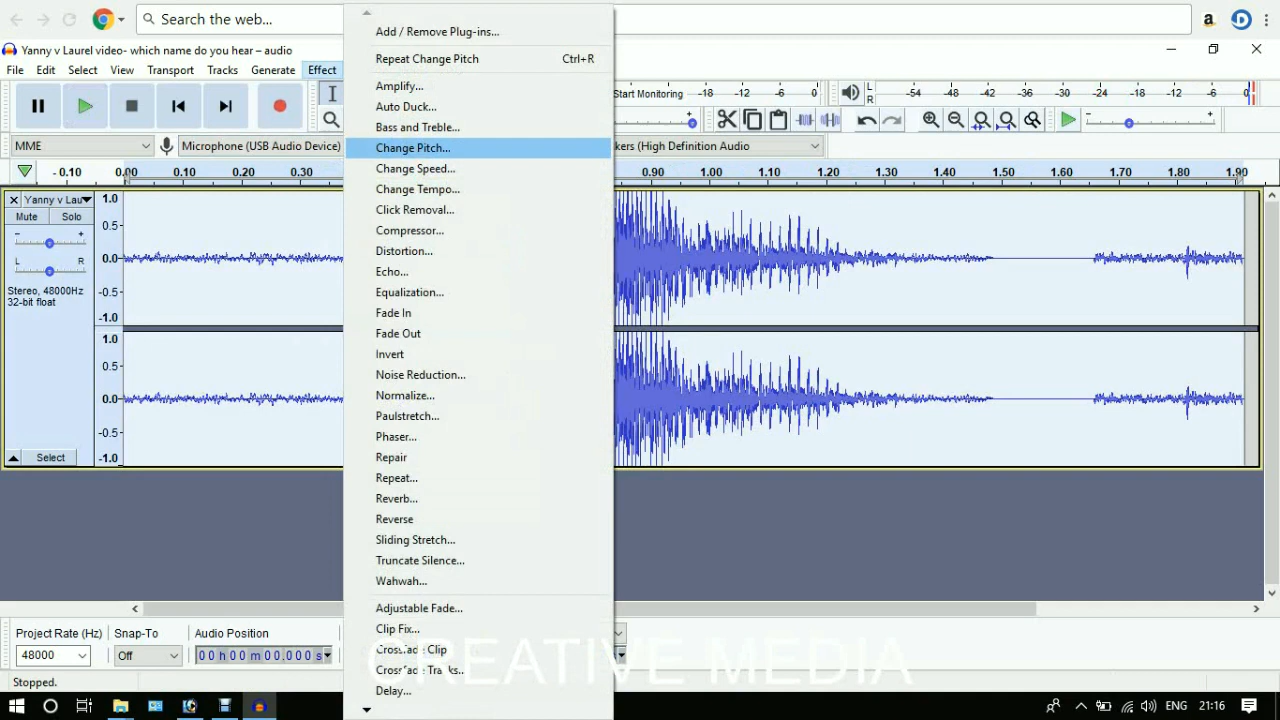 Search the web...
Yanny v Laurel video- which name do you hear – audio
File Edit Select View Transport Tracks Generate Effect
Add / Remove Plug-ins...
Repeat Change Pitch Ctrl+R
Amplify...
Auto Duck...
Bass and Treble...
Change Pitch...
Change Speed...
Change Tempo...
Click Removal...
Compressor...
Distortion...
Echo...
Equalization...
Fade In
Fade Out
Invert
Noise Reduction...
Normalize...
Paulstretch...
Phaser...
Repair
Repeat...
Reverb...
Reverse
Sliding Stretch...
Truncate Silence...
Wahwah...
Adjustable Fade...
Clip Fix...
Crossfade Clip
Crossfade Tracks...
Delay...
Start Monitoring -18 -12 -6 0
L R -54 -48 -42 -36 -30 -24 -18 -12 -6 0
MME Microphone (USB Audio Device) kers (High Definition Audio
-0.10 0.00 0.10 0.20 0.30 0.90 1.00 1.10 1.20 1.30 1.40 1.50 1.60 1.70 1.80 1.90
Yanny v Lau
Mute Solo
- +
L R
Stereo, 48000Hz
32-bit float
Select
1.0
0.5
0.0
-0.5
-1.0
1.0
0.5
0.0
-0.5
-1.0
Project Rate (Hz) Snap-To Audio Position
48000 Off 00 h 00 m 00.000 s
CREATIVE MEDIA
Stopped.
ENG 21:16